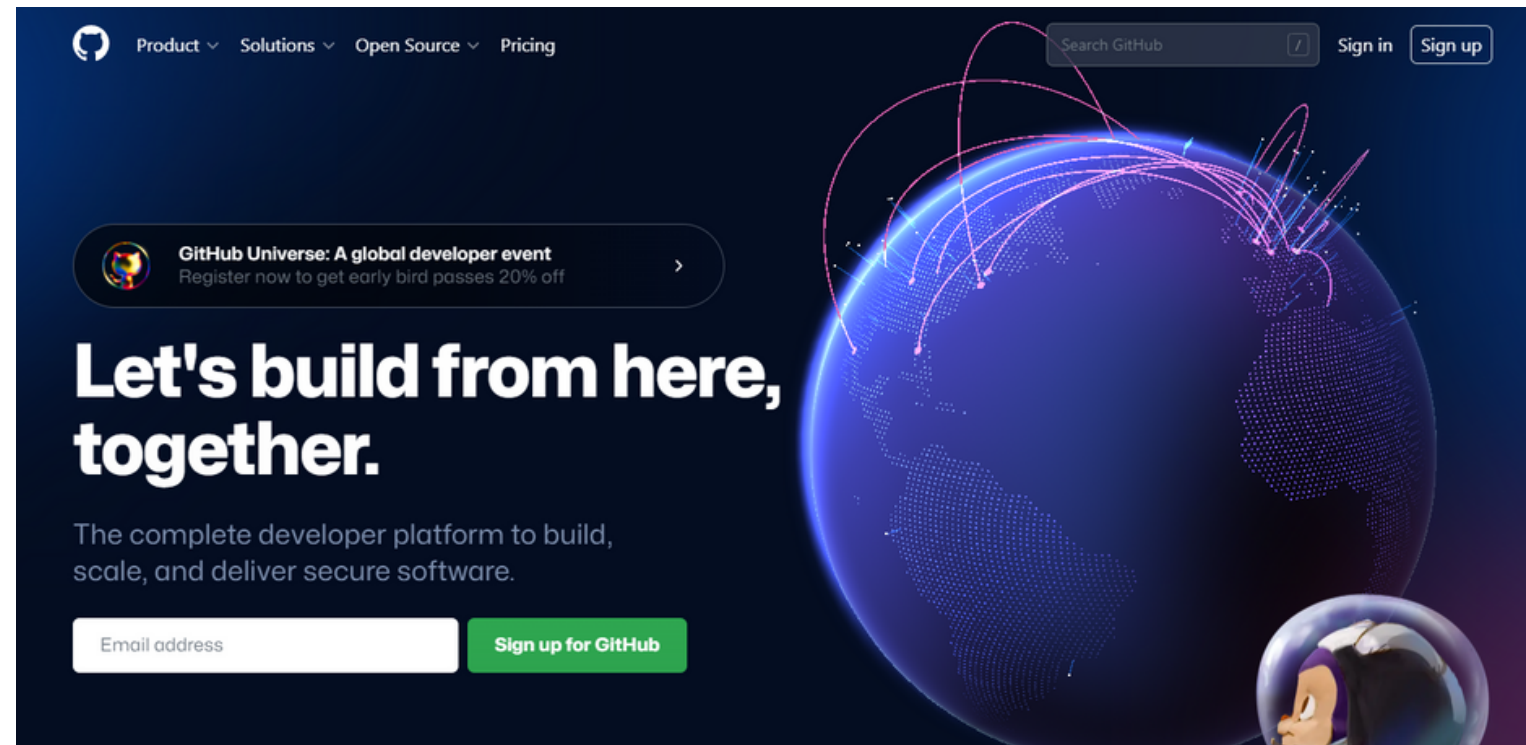 Product
Solutions
Open Source
Pricing
Search GitHub
/
Sign in
Sign up
GitHub Universe: A global developer event
Register now to get early bird passes 20% off
Let's build from here,
together.
The complete developer platform to build,
scale, and deliver secure software.
Email address
Sign up for GitHub